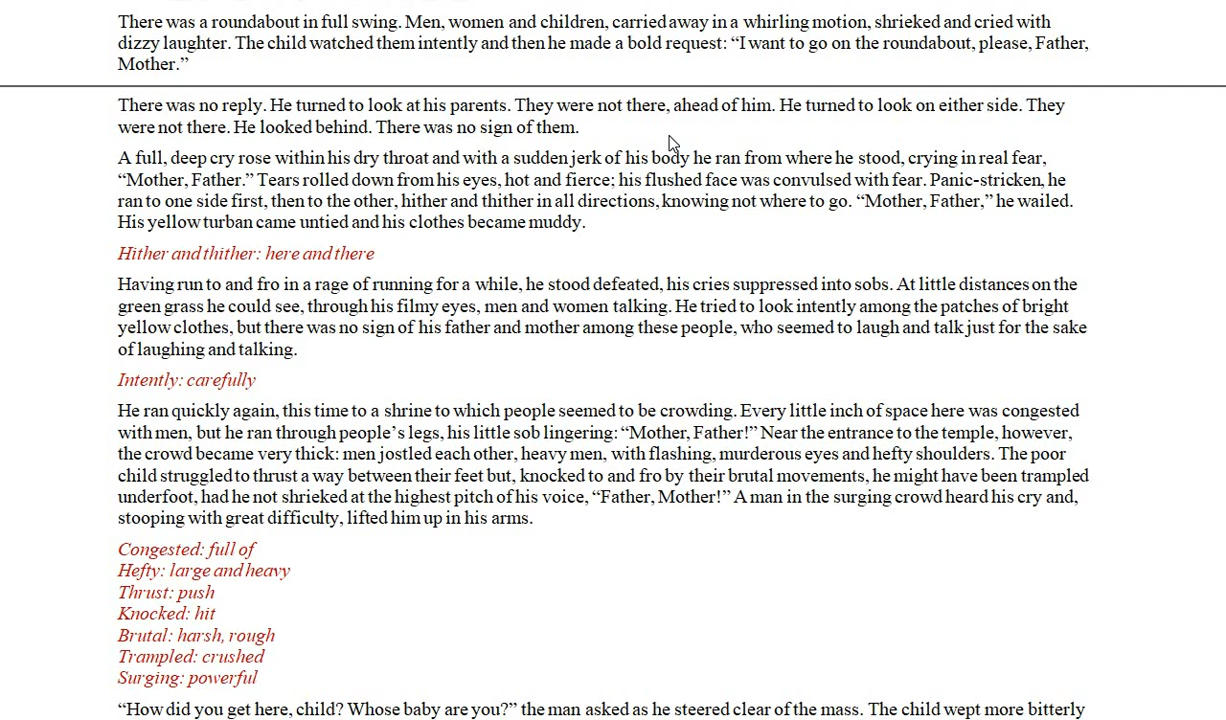 There was a roundabout in full swing. Men, women and children, carried away in a whirling motion, shrieked and cried with
dizzy laughter. The child watched them intently and then he made a bold request: “I want to go on the roundabout, please, Father,
Mother.”
There was no reply. He turned to look at his parents. They were not there, ahead of him. He turned to look on either side. They
were not there. He looked behind. There was no sign of them.
A full, deep cry rose within his dry throat and with a sudden jerk of his body he ran from where he stood, crying in real fear,
“Mother, Father.” Tears rolled down from his eyes, hot and fierce; his flushed face was convulsed with fear. Panic-stricken, he
ran to one side first, then to the other, hither and thither in all directions, knowing not where to go. “Mother, Father,” he wailed.
His yellow turban came untied and his clothes became muddy.
Hither and thither: here and there
Having run to and fro in a rage of running for a while, he stood defeated, his cries suppressed into sobs. At little distances on the
green grass he could see, through his filmy eyes, men and women talking. He tried to look intently among the patches of bright
yellow clothes, but there was no sign of his father and mother among these people, who seemed to laugh and talk just for the sake
of laughing and talking.
Intently: carefully
He ran quickly again, this time to a shrine to which people seemed to be crowding. Every little inch of space here was congested
with men, but he ran through people’s legs, his little sob lingering: “Mother, Father!” Near the entrance to the temple, however,
the crowd became very thick: men jostled each other, heavy men, with flashing, murderous eyes and hefty shoulders. The poor
child struggled to thrust a way between their feet but, knocked to and fro by their brutal movements, he might have been trampled
underfoot, had he not shrieked at the highest pitch of his voice, “Father, Mother!” A man in the surging crowd heard his cry and,
stooping with great difficulty, lifted him up in his arms.
Congested: full of
Hefty: large and heavy
Thrust: push
Knocked: hit
Brutal: harsh, rough
Trampled: crushed
Surging: powerful
“How did you get here, child? Whose baby are you?” the man asked as he steered clear of the mass. The child wept more bitterly